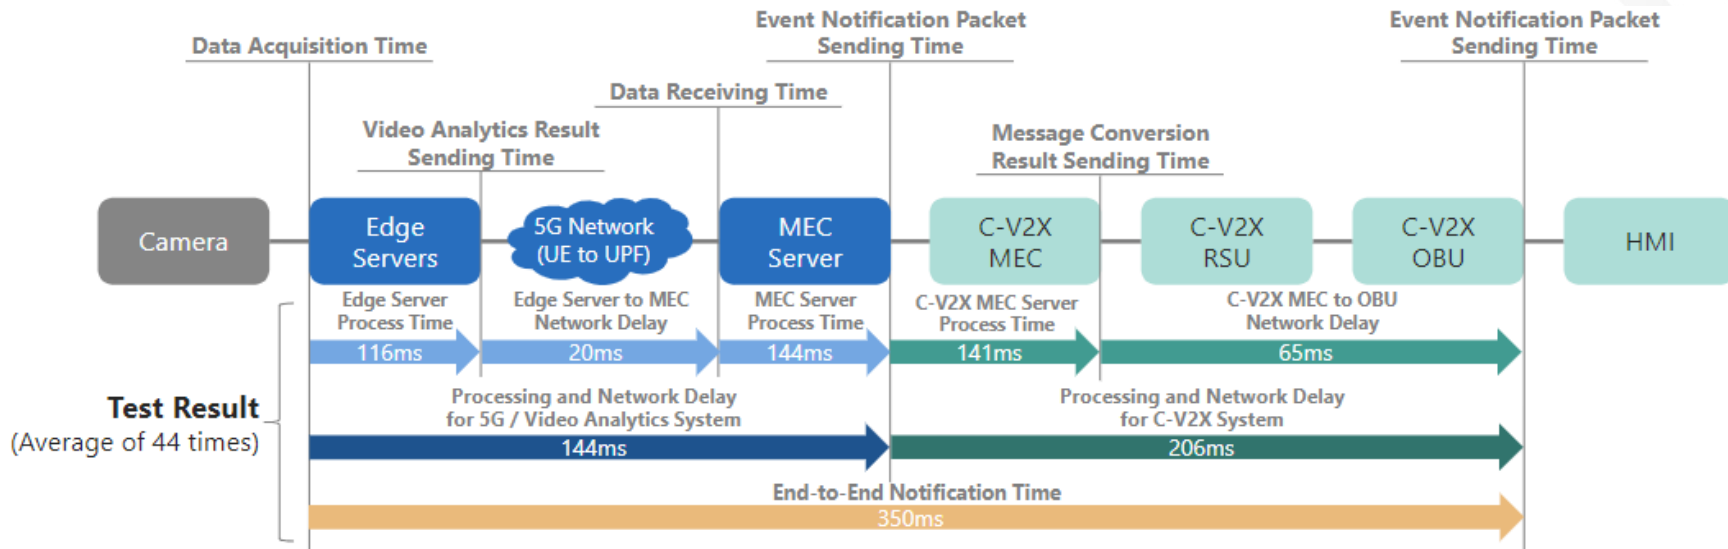 Event Notification Packet
Sending Time
Event Notification Packet
Sending Time
Data Acquisition Time
Data Receiving Time
Video Analytics Result
Sending Time
Message Conversion
Result Sending Time
Camera
Edge
Servers
5G Network
(UE to UPF)
MEC
Server
C-V2X
MEC
C-V2X
RSU
C-V2X
OBU
HMI
Edge Server
Process Time
116ms
Edge Server to MEC
Network Delay
20ms
MEC Server
Process Time
144ms
C-V2X MEC Server
Process Time
141ms
C-V2X MEC to OBU
Network Delay
65ms
Test Result
(Average of 44 times)
Processing and Network Delay
for 5G / Video Analytics System
144ms
Processing and Network Delay
for C-V2X System
206ms
End-to-End Notification Time
350ms